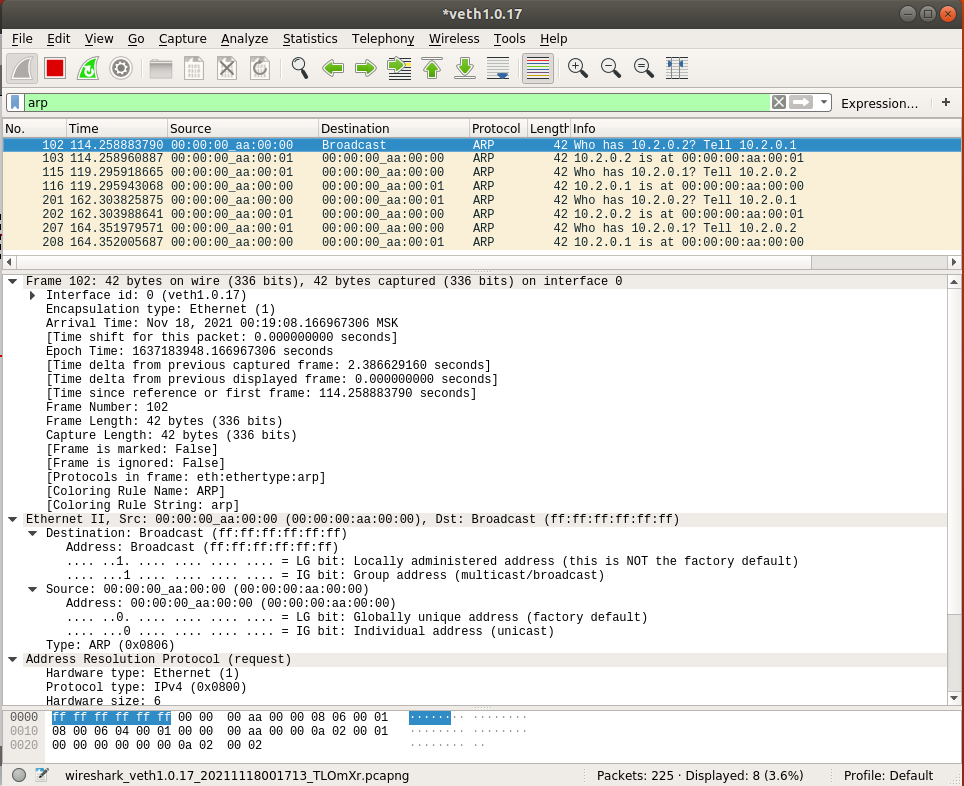 *veth1.0.17
File Edit View Go Capture Analyze Statistics Telephony Wireless Tools Help
arp Expression… +
No. Time Source Destination Protocol Length Info
102 114.258883790 00:00:00_aa:00:00 Broadcast ARP 42 Who has 10.2.0.2? Tell 10.2.0.1
103 114.258960887 00:00:00_aa:00:01 00:00:00_aa:00:00 ARP 42 10.2.0.2 is at 00:00:00:aa:00:01
115 119.295918665 00:00:00_aa:00:01 00:00:00_aa:00:00 ARP 42 Who has 10.2.0.1? Tell 10.2.0.2
116 119.295943068 00:00:00_aa:00:00 00:00:00_aa:00:01 ARP 42 10.2.0.1 is at 00:00:00:aa:00:00
201 162.303825875 00:00:00_aa:00:00 00:00:00_aa:00:01 ARP 42 Who has 10.2.0.2? Tell 10.2.0.1
202 162.303988641 00:00:00_aa:00:01 00:00:00_aa:00:00 ARP 42 10.2.0.2 is at 00:00:00:aa:00:01
207 164.351979571 00:00:00_aa:00:01 00:00:00_aa:00:00 ARP 42 Who has 10.2.0.1? Tell 10.2.0.2
208 164.352005687 00:00:00_aa:00:00 00:00:00_aa:00:01 ARP 42 10.2.0.1 is at 00:00:00:aa:00:00
Frame 102: 42 bytes on wire (336 bits), 42 bytes captured (336 bits) on interface 0
Interface id: 0 (veth1.0.17)
Encapsulation type: Ethernet (1)
Arrival Time: Nov 18, 2021 00:19:08.166967306 MSK
[Time shift for this packet: 0.000000000 seconds]
Epoch Time: 1637183948.166967306 seconds
[Time delta from previous captured frame: 2.386629160 seconds]
[Time delta from previous displayed frame: 0.000000000 seconds]
[Time since reference or first frame: 114.258883790 seconds]
Frame Number: 102
Frame Length: 42 bytes (336 bits)
Capture Length: 42 bytes (336 bits)
[Frame is marked: False]
[Frame is ignored: False]
[Protocols in frame: eth:ethertype:arp]
[Coloring Rule Name: ARP]
[Coloring Rule String: arp]
Ethernet II, Src: 00:00:00_aa:00:00 (00:00:00:aa:00:00), Dst: Broadcast (ff:ff:ff:ff:ff:ff)
Destination: Broadcast (ff:ff:ff:ff:ff:ff)
Address: Broadcast (ff:ff:ff:ff:ff:ff)
.... ..1. .... .... .... .... = LG bit: Locally administered address (this is NOT the factory default)
.... ...1 .... .... .... .... = IG bit: Group address (multicast/broadcast)
Source: 00:00:00_aa:00:00 (00:00:00:aa:00:00)
Address: 00:00:00_aa:00:00 (00:00:00:aa:00:00)
.... ..0. .... .... .... .... = LG bit: Globally unique address (factory default)
.... ...0 .... .... .... .... = IG bit: Individual address (unicast)
Type: ARP (0x0806)
Address Resolution Protocol (request)
Hardware type: Ethernet (1)
Protocol type: IPv4 (0x0800)
Hardware size: 6
0000 ff ff ff ff ff ff 00 00 00 aa 00 00 08 06 00 01 ········ ········
0010 08 00 06 04 00 01 00 00 00 aa 00 00 0a 02 00 01 ········ ········
0020 00 00 00 00 00 00 0a 02 00 02 ········ ··
wireshark_veth1.0.17_20211118001713_TLOmXr.pcapng Packets: 225 · Displayed: 8 (3.6%) Profile: Default